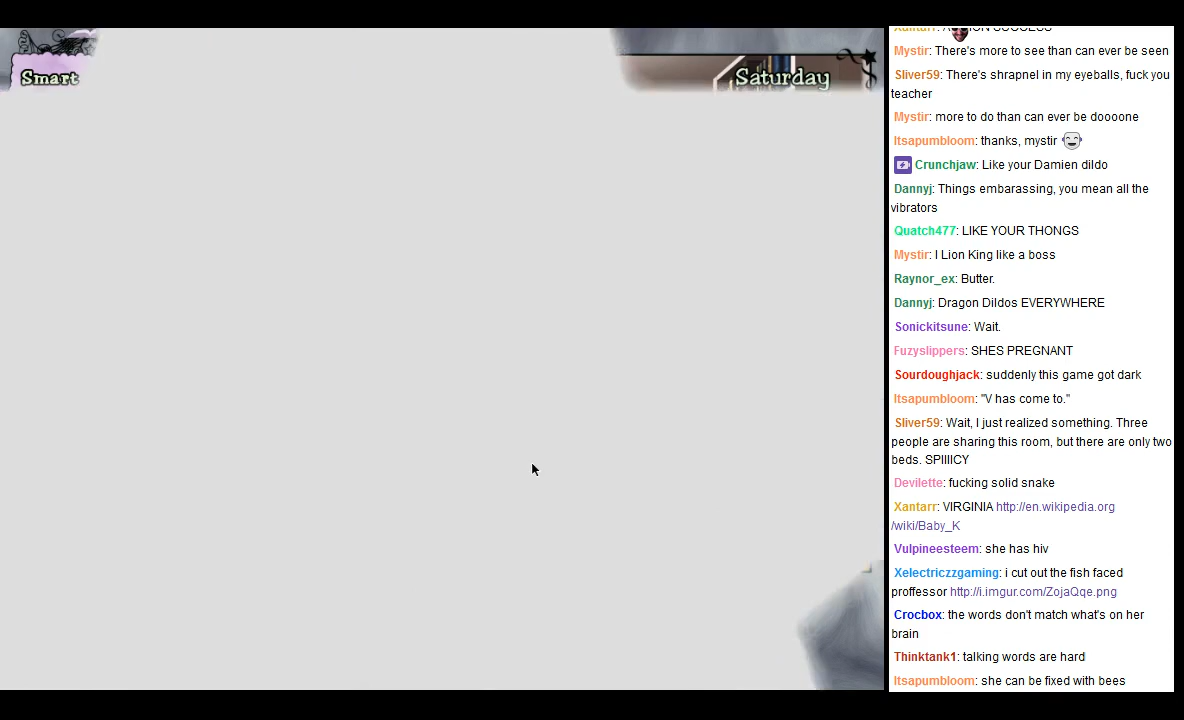 Smart
Saturday
Xantarr: A ION SUCCESS
Mystir: There's more to see than can ever be seen
Sliver59: There's shrapnel in my eyeballs, fuck you
teacher
Mystir: more to do than can ever be doooone
Itsapumbloom: thanks, mystir
Crunchjaw: Like your Damien dildo
Dannyj: Things embarassing, you mean all the
vibrators
Quatch477: LIKE YOUR THONGS
Mystir: I Lion King like a boss
Raynor_ex: Butter.
Dannyj: Dragon Dildos EVERYWHERE
Sonickitsune: Wait.
Fuzyslippers: SHES PREGNANT
Sourdoughjack: suddenly this game got dark
Itsapumbloom: "V has come to."
Sliver59: Wait, I just realized something. Three
people are sharing this room, but there are only two
beds. SPIIIICY
Devilette: fucking solid snake
Xantarr: VIRGINIA http://en.wikipedia.org
/wiki/Baby_K
Vulpineesteem: she has hiv
Xelectriczzgaming: i cut out the fish faced
proffessor http://i.imgur.com/ZojaQqe.png
Crocbox: the words don't match what's on her
brain
Thinktank1: talking words are hard
Itsapumbloom: she can be fixed with bees